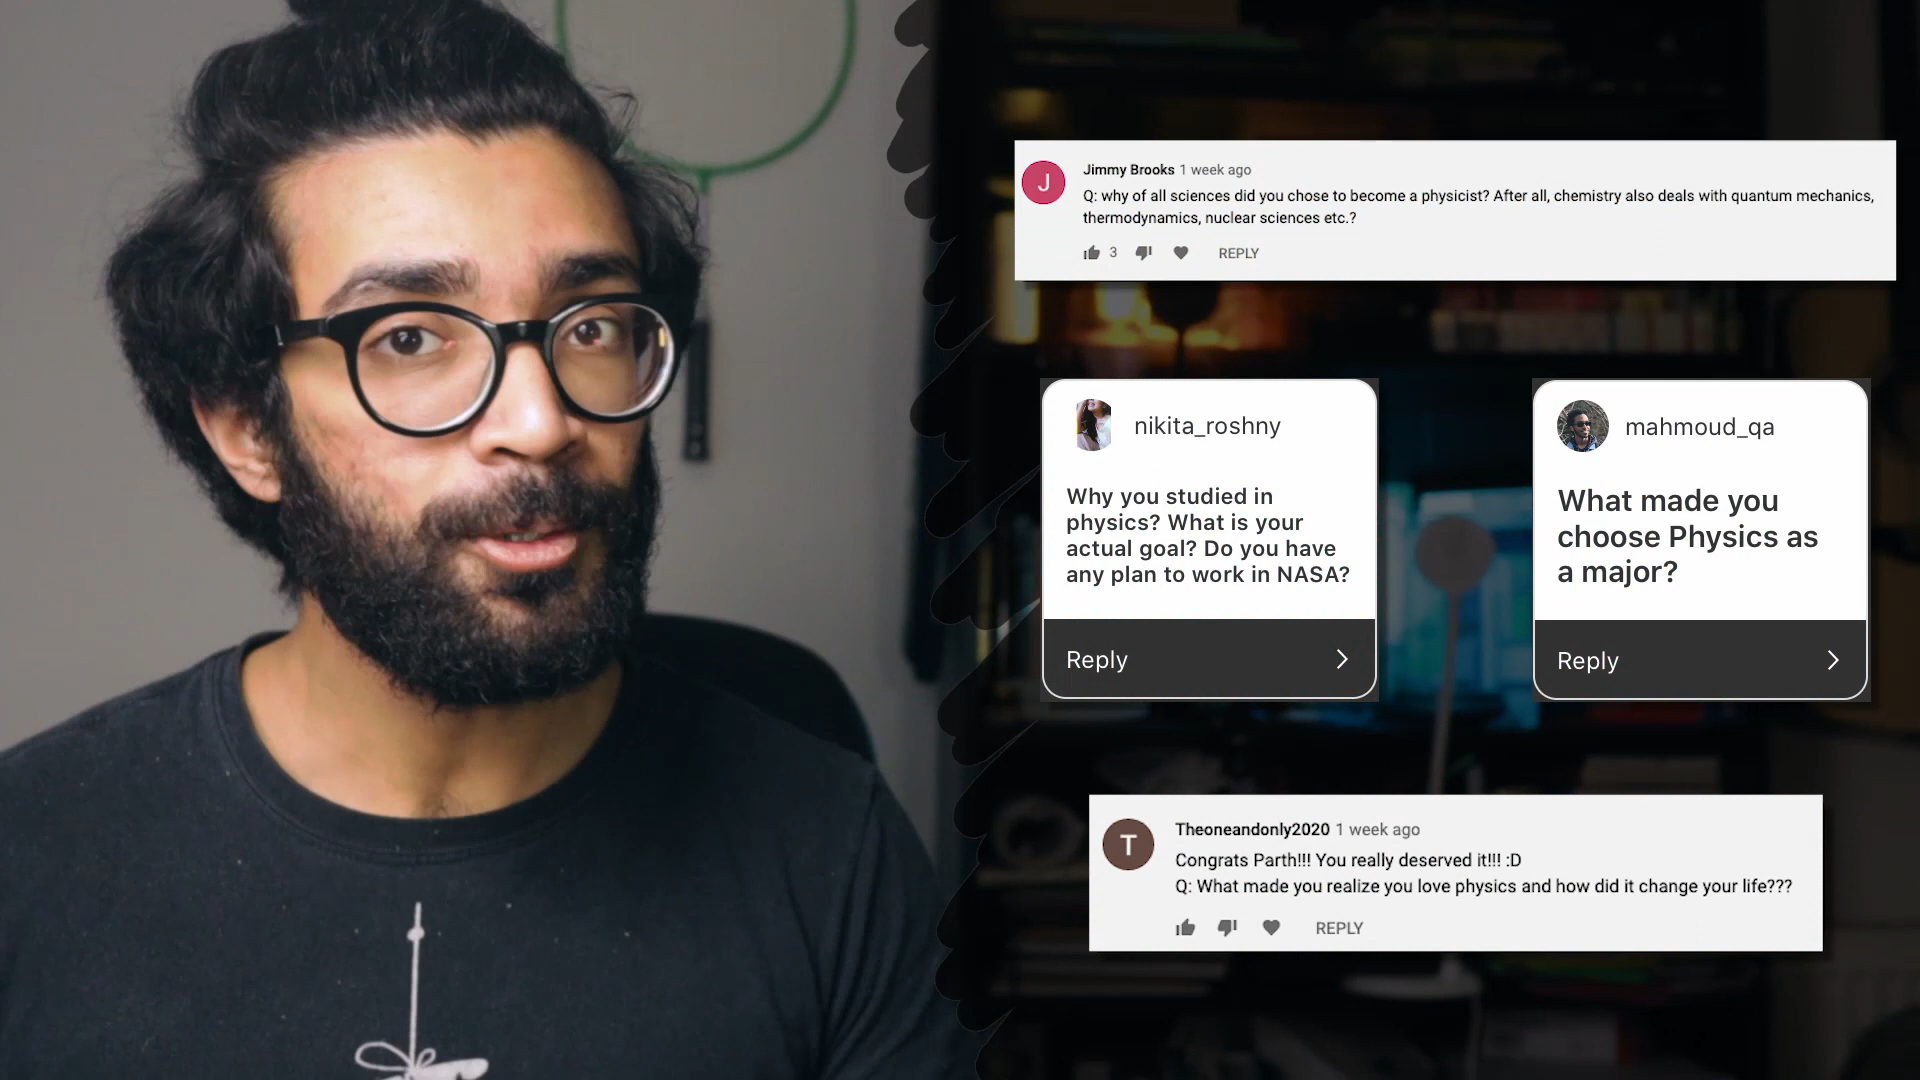 J
Jimmy Brooks 1 week ago
Q: why of all sciences did you chose to become a physicist? After all, chemistry also deals with quantum mechanics,
thermodynamics, nuclear sciences etc.?
3 REPLY
nikita_roshny
Why you studied in
physics? What is your
actual goal? Do you have
any plan to work in NASA?
Reply
mahmoud_qa
What made you
choose Physics as
a major?
Reply
T
Theoneandonly2020 1 week ago
Congrats Parth!!! You really deserved it!!! :D
Q: What made you realize you love physics and how did it change your life???
REPLY